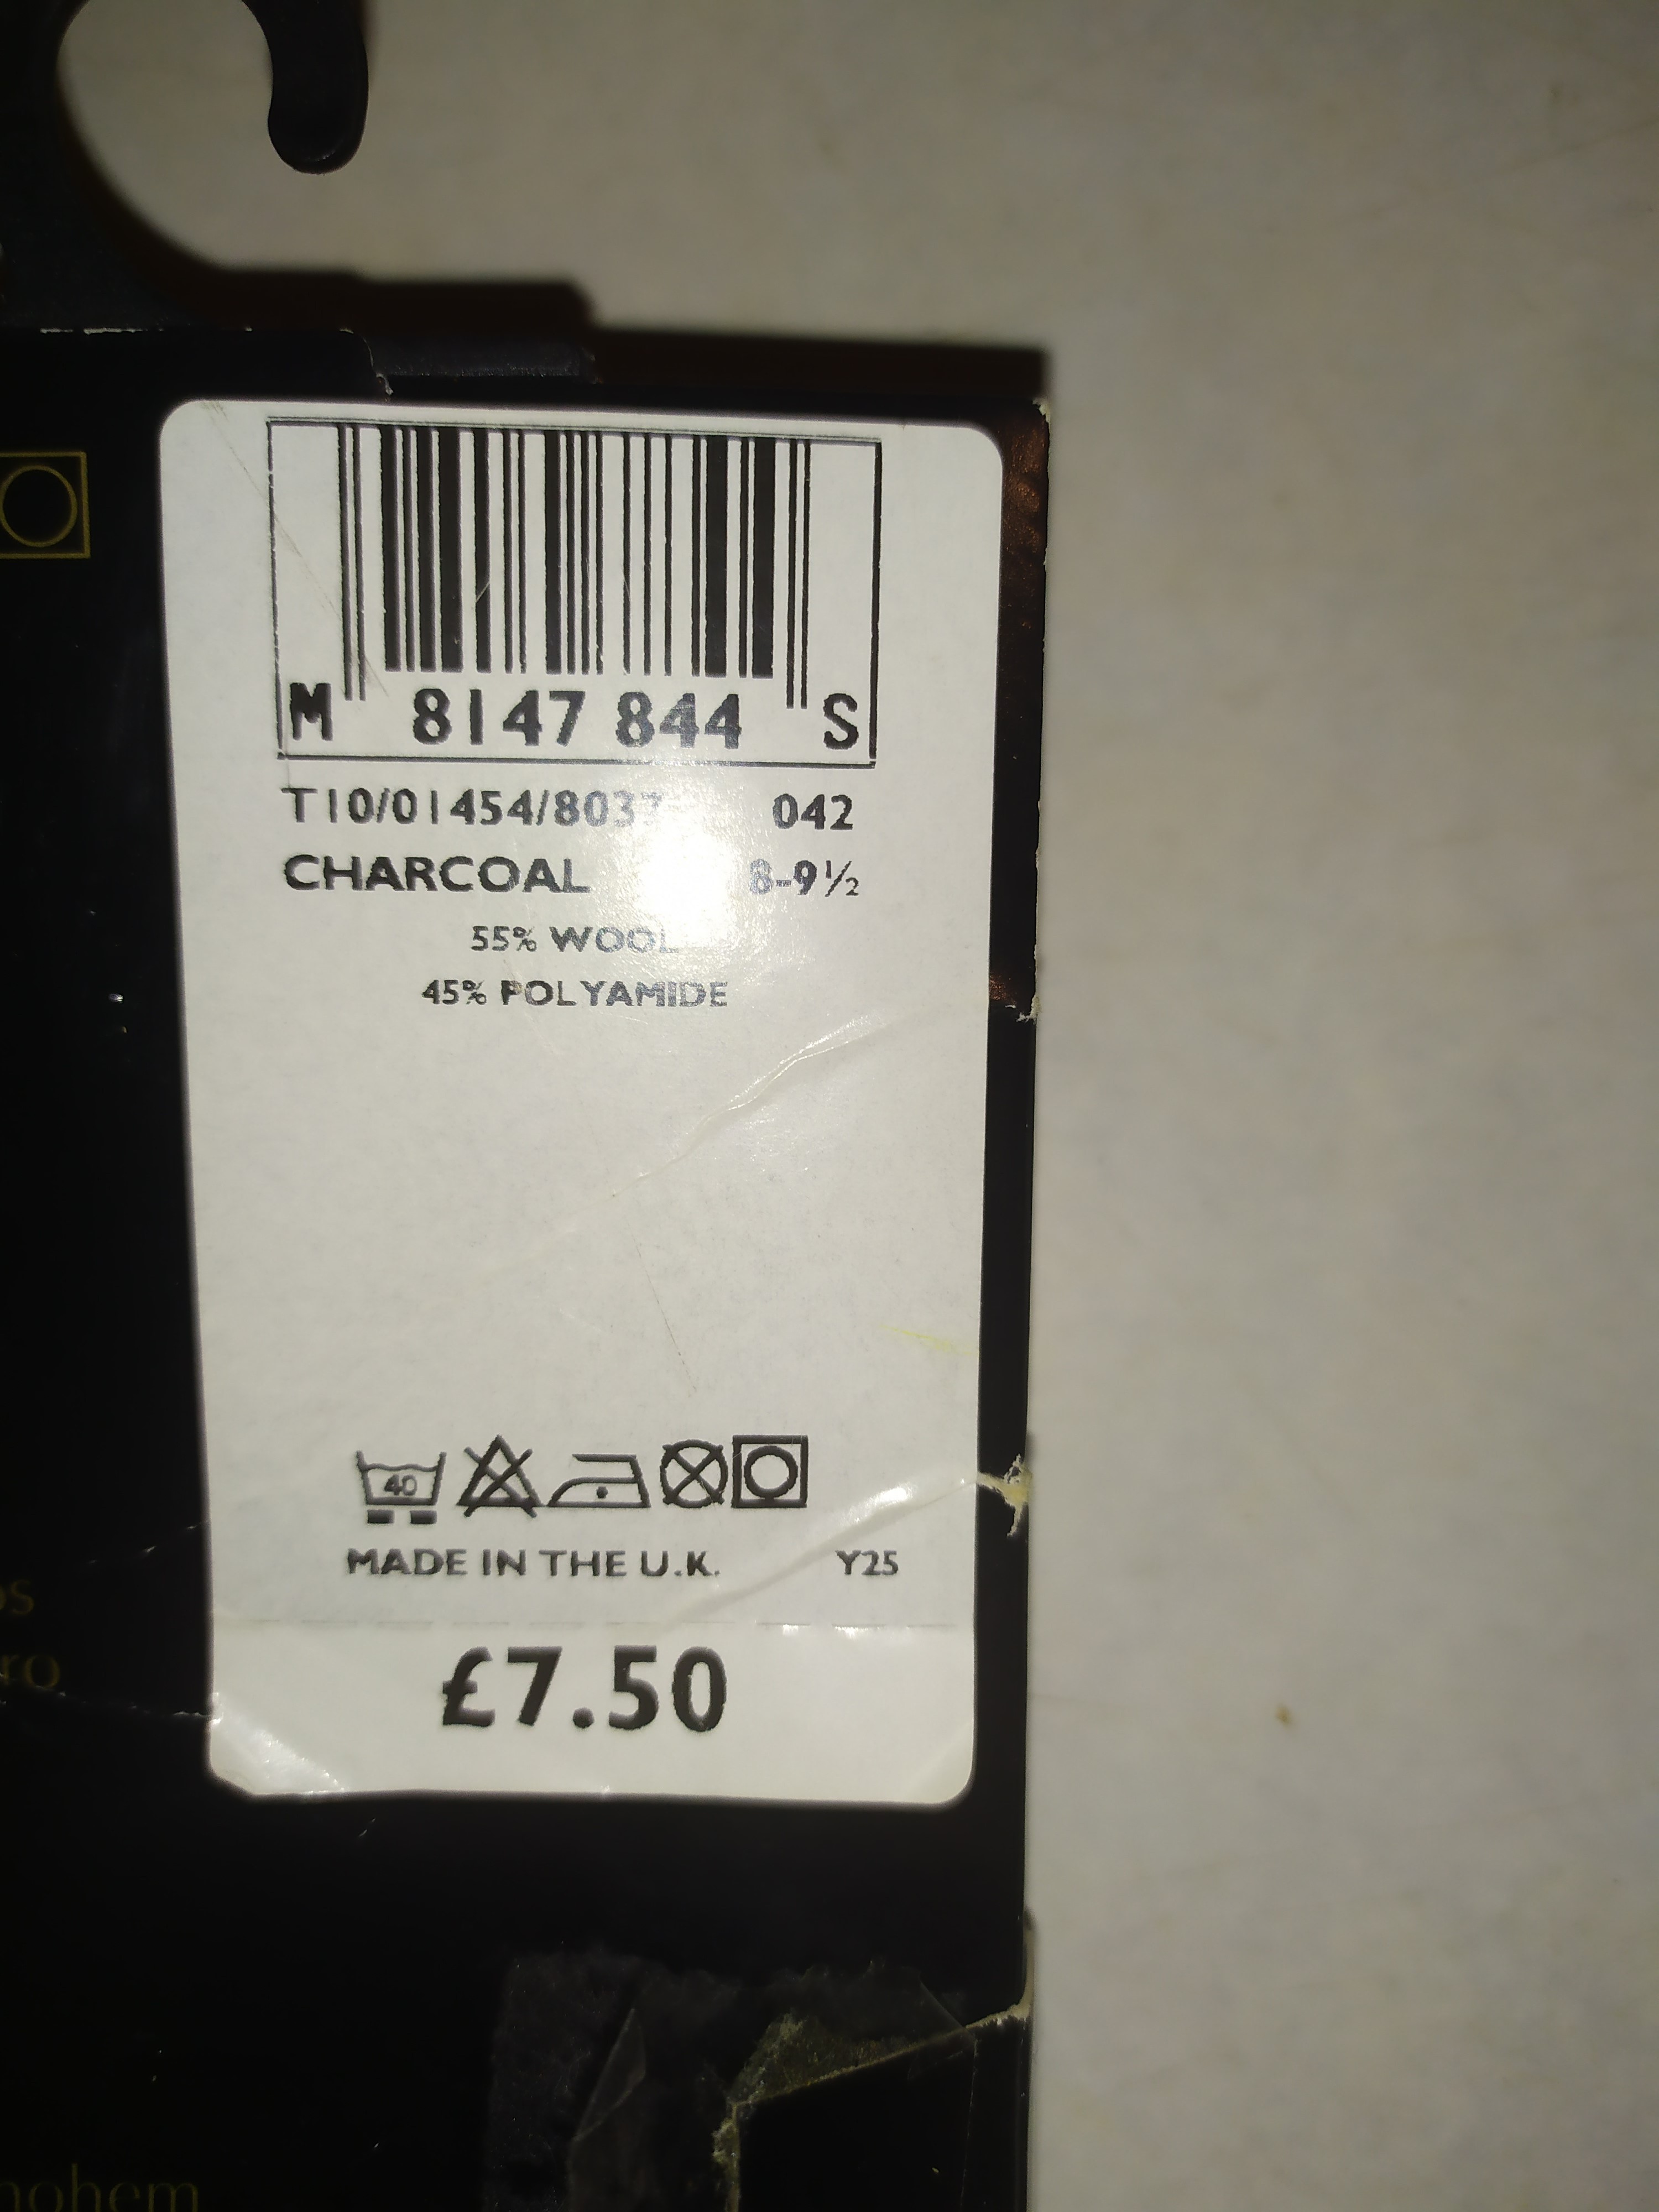 M 8147 844 S
T10/01454/803 042
CHARCOAL 8-9½
55% WOOL
45% POLYAMIDE
40
MADE IN THE U.K. Y25
£7.50